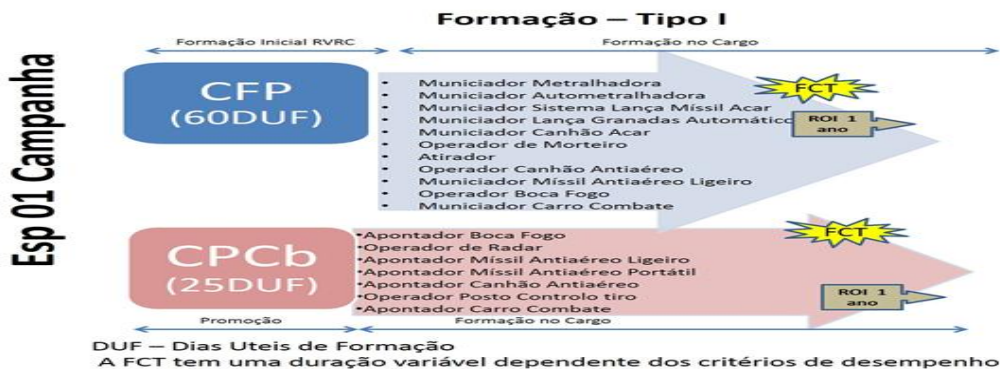 Formação – Tipo I
Formação Inicial RVRC
Formação no Cargo
Esp 01 Campanha
CFP
(60DUF)
• Municiador Metralhadora
• Autometralhadora
• Municiador Sistema Lança Míssil Acar
• Municiador Lança Granadas Automático
• Municiador Canhão Acar
• Operador de Morteiro
• Atirador
• Operador Canhão Antiaéreo
• Municiador Míssil Antiaéreo Ligeiro
• Operador Boca Fogo
• Municiador Carro Combate
FCT
ROI 1
ano
CPCb
(25DUF)
•Apontador Boca Fogo
•Operador de Radar
•Apontador Míssil Antiaéreo Ligeiro
•Apontador Míssil Antiaéreo Portátil
•Apontador Canhão Antiaéreo
•Operador Posto Controlo tiro
•Apontador Carro Combate
FCT
ROI 1
ano
Promoção
Formação no Cargo
DUF – Dias Uteis de Formação
A FCT tem uma duração variável dependente dos critérios de desempenho